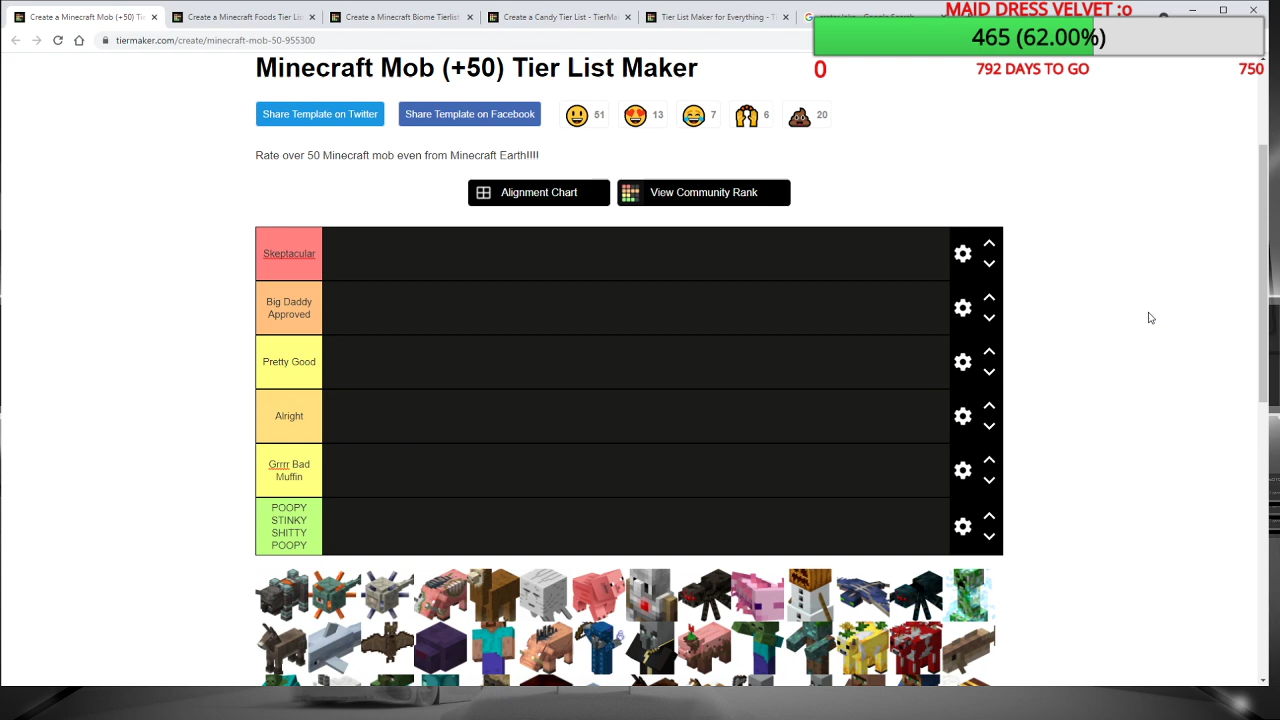 Create a Minecraft Mob (+50) Ti
Create a Minecraft Foods Tier Lis
Create a Minecraft Biome Tierlist
Create a Candy Tier List - TierMa
Tier List Maker for Everything - T
MAID DRESS VELVET :o
465 (62.00%)
0
792 DAYS TO GO
750
tiermaker.com/create/minecraft-mob-50-955300
Minecraft Mob (+50) Tier List Maker
Share Template on Twitter
Share Template on Facebook
51
13
7
6
20
Rate over 50 Minecraft mob even from Minecraft Earth!!!!
Alignment Chart
View Community Rank
Skeptacular
Big Daddy
Approved
Pretty Good
Alright
Grrrr Bad
Muffin
POOPY
STINKY
SHITTY
POOPY